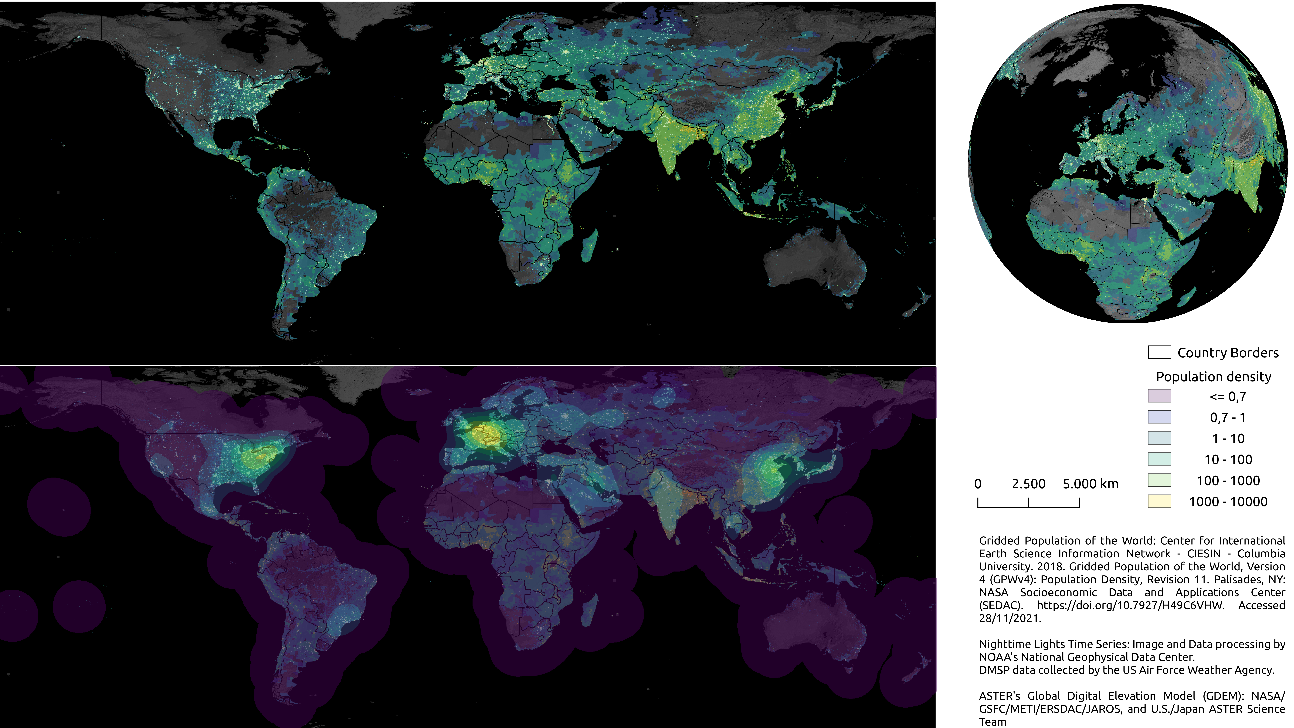 Country Borders
Population density
<= 0,7
0,7 - 1
1 - 10
10 - 100
100 - 1000
1000 - 10000
0 2.500 5.000 km
Gridded Population of the World: Center for International
Earth Science Information Network - CIESIN - Columbia
University. 2018. Gridded Population of the World, Version
4 (GPWv4): Population Density, Revision 11. Palisades, NY:
NASA Socioeconomic Data and Applications Center
(SEDAC). https://doi.org/10.7927/H49C6VHW. Accessed
28/11/2021.
Nighttime Lights Time Series: Image and Data processing by
NOAA's National Geophysical Data Center.
DMSP data collected by the US Air Force Weather Agency.
ASTER's Global Digital Elevation Model (GDEM): NASA/
GSFC/METI/ERSDAC/JAROS, and U.S./Japan ASTER Science
Team